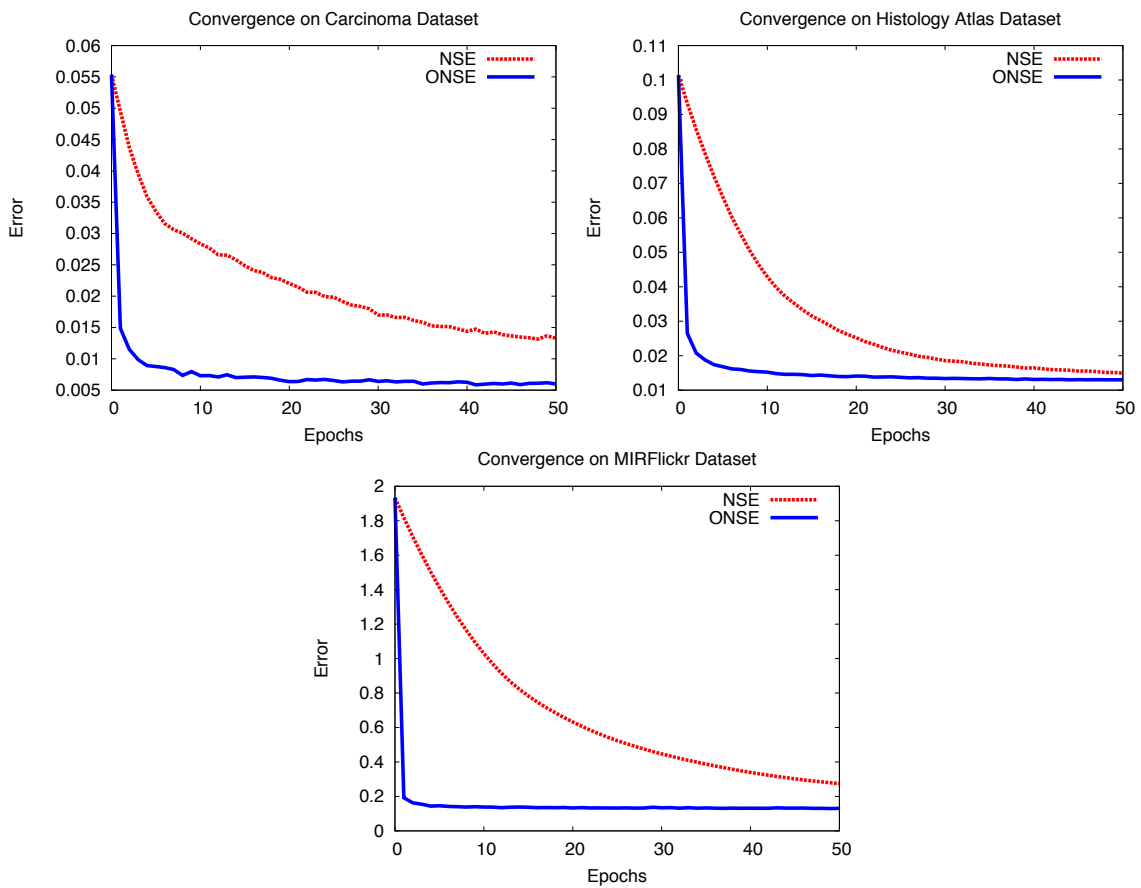 Convergence on Carcinoma Dataset
NSE
ONSE
0.06
0.055
0.05
0.045
0.04
0.035
0.03
0.025
0.02
0.015
0.01
0.005
Error
0 10 20 30 40 50
Epochs
Convergence on Histology Atlas Dataset
NSE
ONSE
0.11
0.1
0.09
0.08
0.07
0.06
0.05
0.04
0.03
0.02
0.01
Error
0 10 20 30 40 50
Epochs
Convergence on MIRFlickr Dataset
NSE
ONSE
2
1.8
1.6
1.4
1.2
1
0.8
0.6
0.4
0.2
0
Error
0 10 20 30 40 50
Epochs